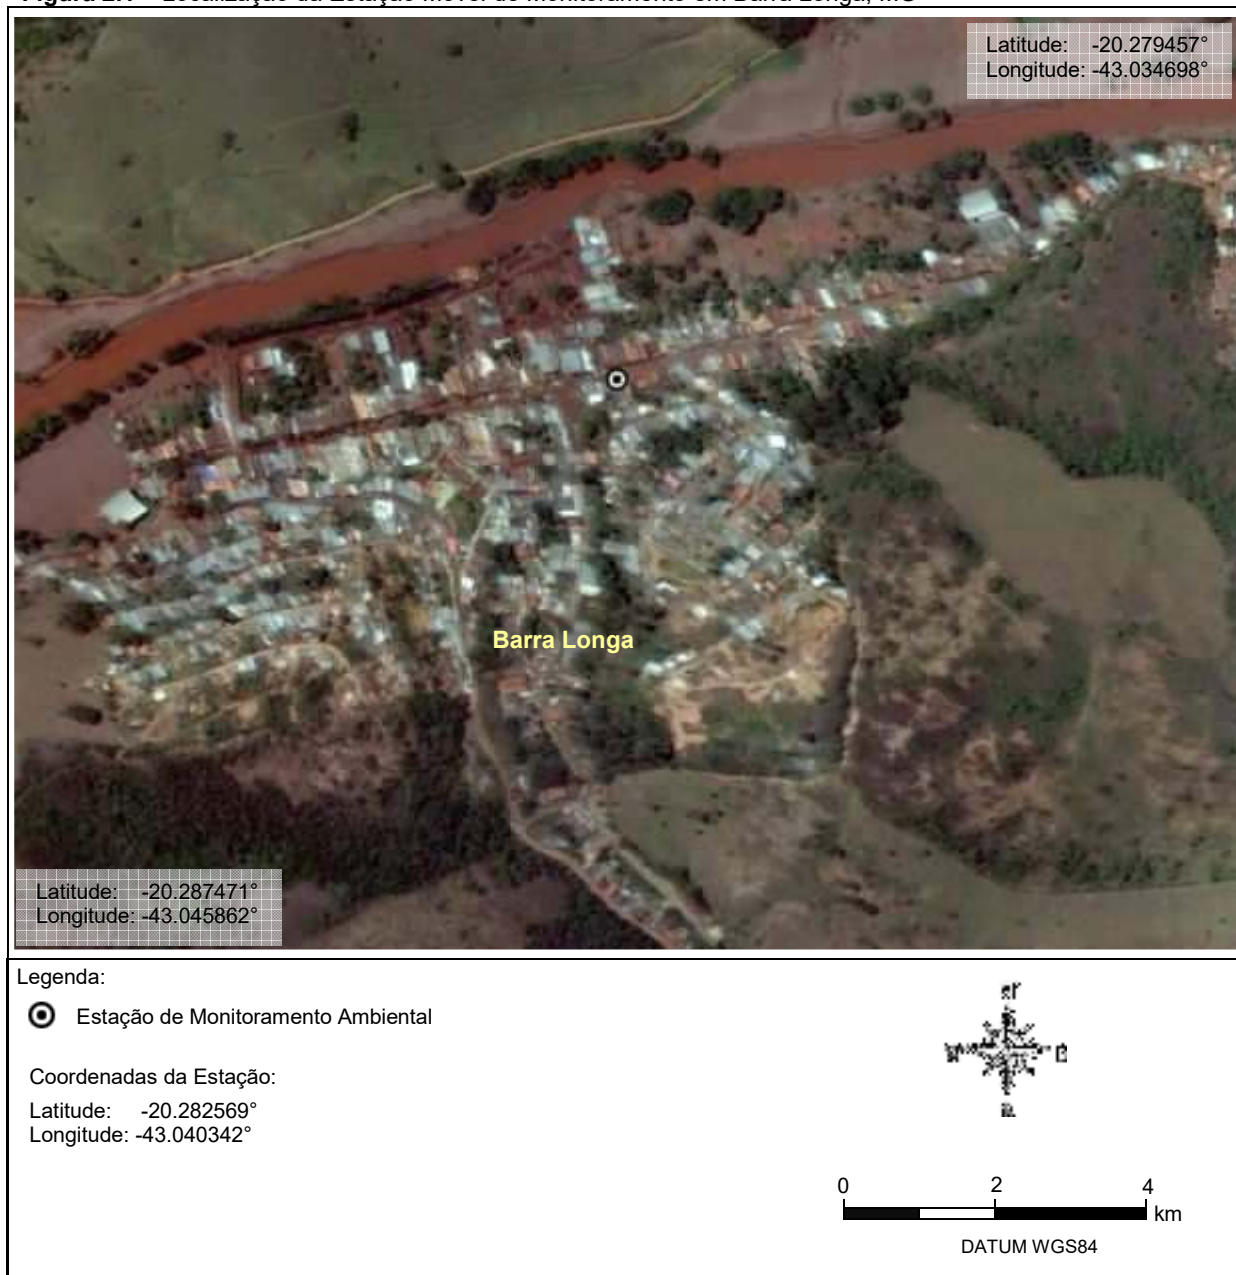 Latitude: -20.279457°
Longitude: -43.034698°
Barra Longa
Latitude: -20.287471°
Longitude: -43.045862°
Legenda:
Estação de Monitoramento Ambiental
Coordenadas da Estação:
Latitude: -20.282569°
Longitude: -43.040342°
0 2 4
km
DATUM WGS84